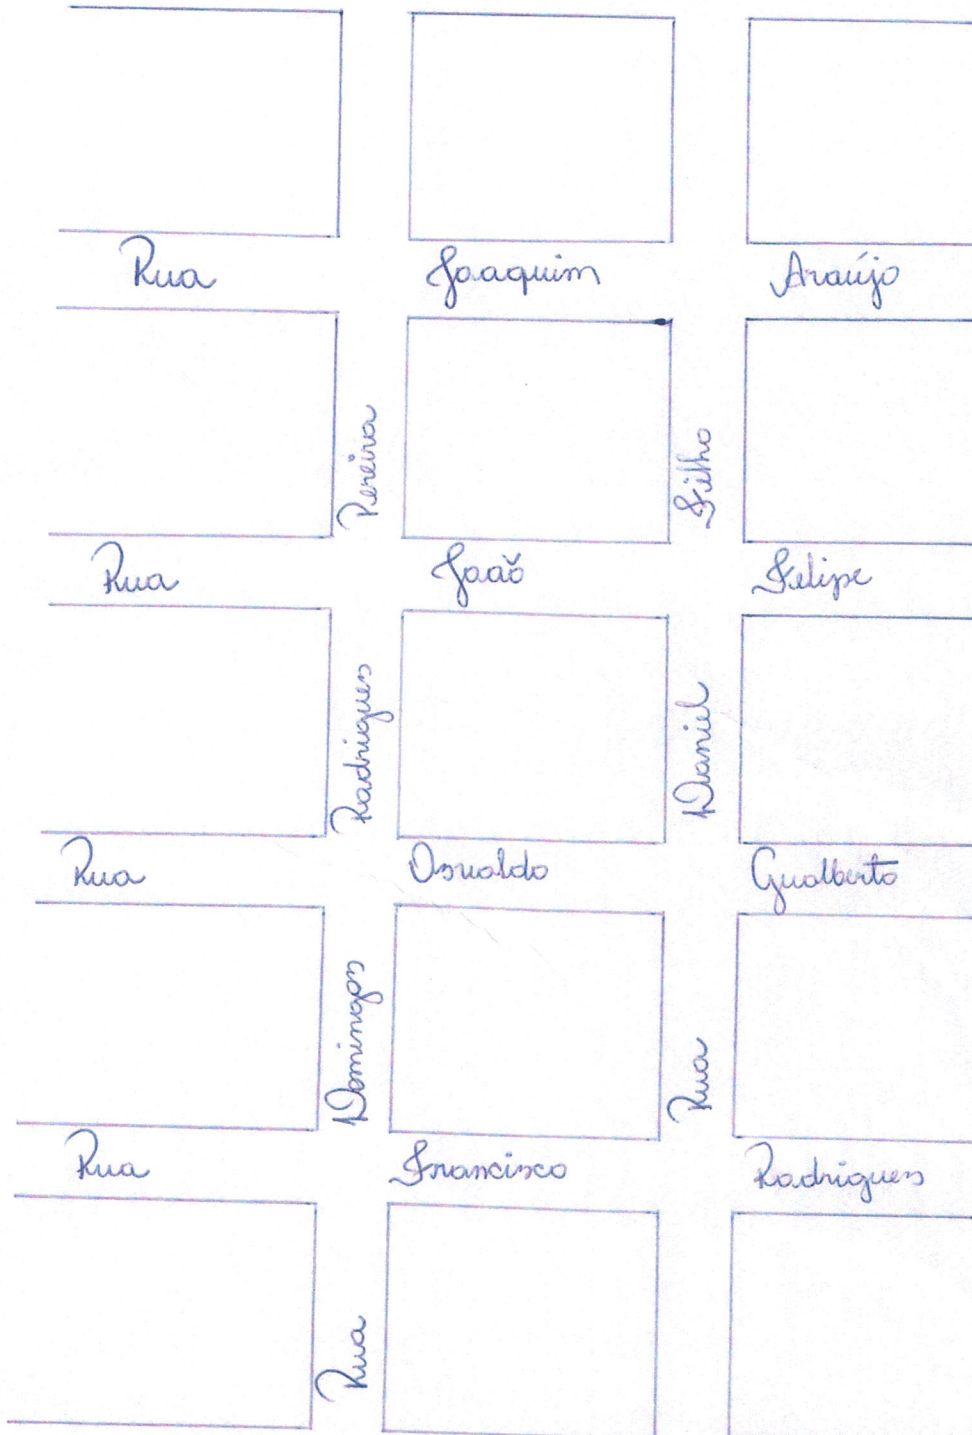 Rua Joaquim Araújo
Rua João Felipe
Rua Osvaldo Gualberto
Rua Francisco Rodrigues
Rua Domingos Rodrigues Pereira
Rua Daniel Filho